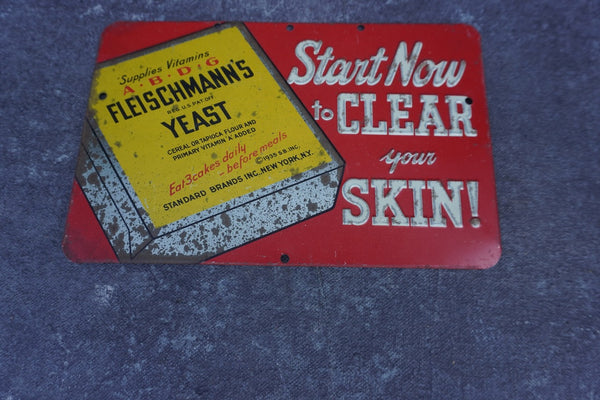 Supplies Vitamins
A·B·D·G
FLEISCHMANN'S
REG. U.S. PAT. OFF.
YEAST
CEREAL OR TAPIOCA FLOUR AND
PRIMARY VITAMIN "A" ADDED
Eat 3 cakes daily
- before meals
©1935 S.B. INC.
STANDARD BRANDS INC., NEW YORK, N.Y.
Start Now
to CLEAR
your
SKIN!